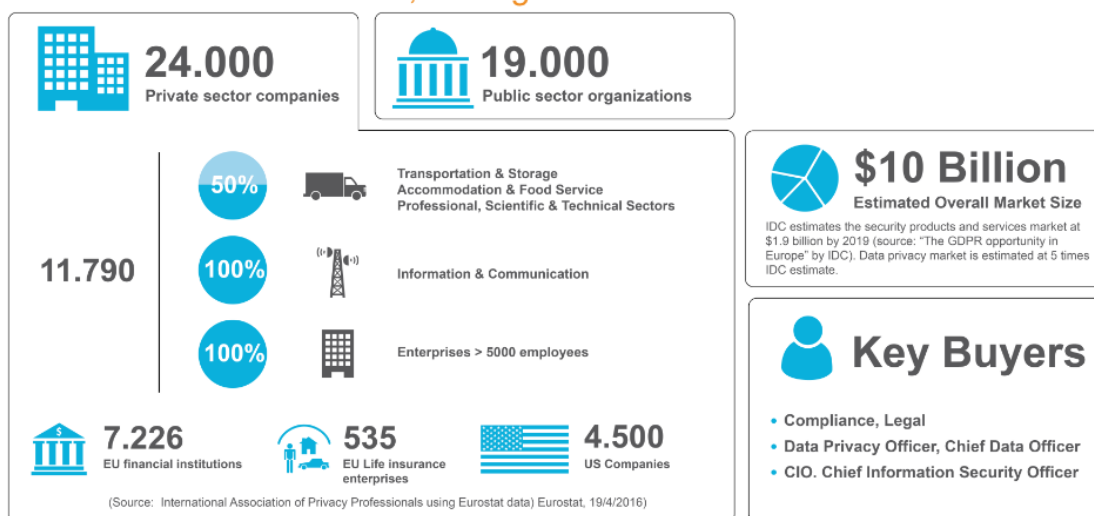 24.000
Private sector companies
19.000
Public sector organizations
11.790
50%
Transportation & Storage
Accommodation & Food Service
Professional, Scientific & Technical Sectors
100%
Information & Communication
100%
Enterprises > 5000 employees
$
7.226
EU financial institutions
535
EU Life insurance
enterprises
4.500
US Companies
(Source: International Association of Privacy Professionals using Eurostat data) Eurostat, 19/4/2016)
$10 Billion
Estimated Overall Market Size
IDC estimates the security products and services market at
$1.9 billion by 2019 (source: “The GDPR opportunity in
Europe” by IDC). Data privacy market is estimated at 5 times
IDC estimate.
Key Buyers
• Compliance, Legal
• Data Privacy Officer, Chief Data Officer
• CIO. Chief Information Security Officer